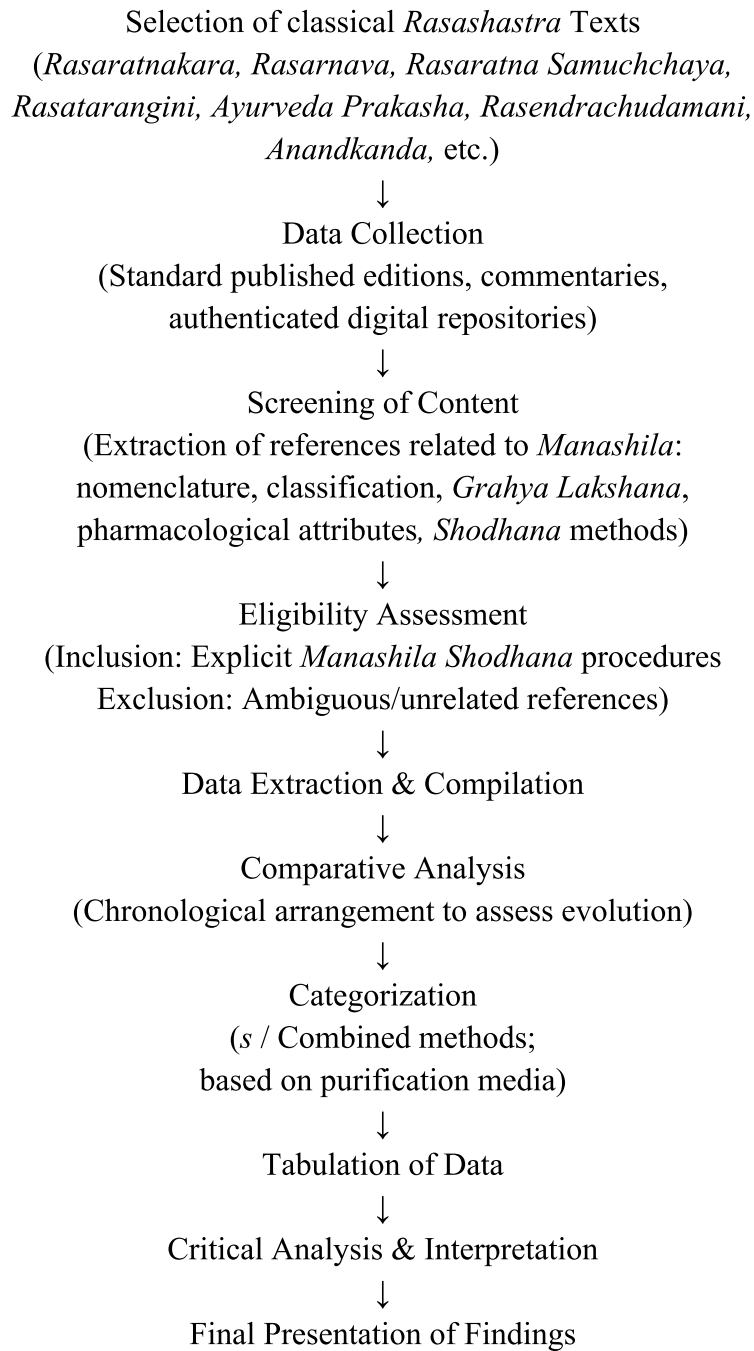 Selection of classical Rasashastra Texts
(Rasaratnakara, Rasarnava, Rasaratna Samuchchaya,
Rasatarangini, Ayurveda Prakasha, Rasendrachudamani,
Anandkanda, etc.)
↓
Data Collection
(Standard published editions, commentaries,
authenticated digital repositories)
↓
Screening of Content
(Extraction of references related to Manashila:
nomenclature, classification, Grahya Lakshana,
pharmacological attributes, Shodhana methods)
↓
Eligibility Assessment
(Inclusion: Explicit Manashila Shodhana procedures
Exclusion: Ambiguous/unrelated references)
↓
Data Extraction & Compilation
↓
Comparative Analysis
(Chronological arrangement to assess evolution)
↓
Categorization
(s / Combined methods;
based on purification media)
↓
Tabulation of Data
↓
Critical Analysis & Interpretation
↓
Final Presentation of Findings